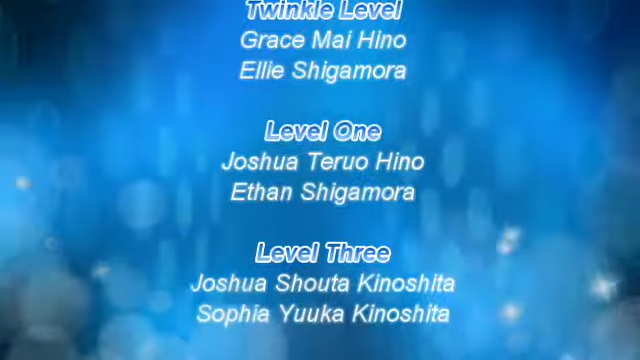 Twinkle Level
Grace Mai Hino
Ellie Shigamora
Level One
Joshua Teruo Hino
Ethan Shigamora
Level Three
Joshua Shouta Kinoshita
Sophia Yuuka Kinoshita